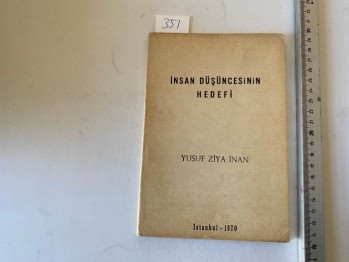 351
İNSAN DÜŞÜNCESİNİN
HEDEFİ
YUSUF ZİYA İNAN
İstanbul - 1970